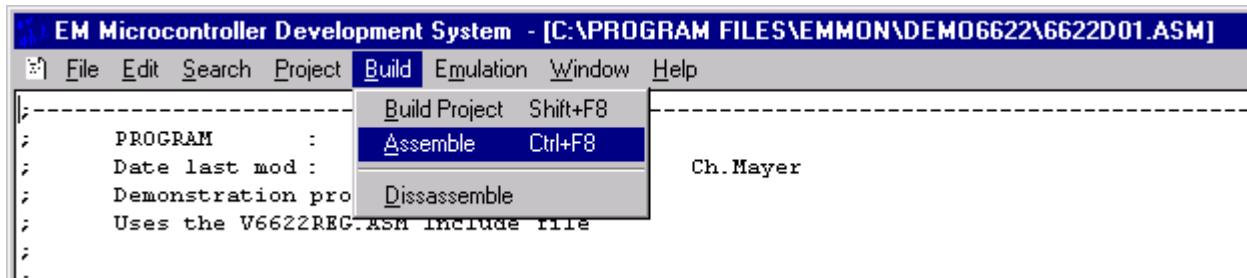 EM Microcontroller Development System - [C:\PROGRAM FILES\EMMON\DEMO6622\6622D01.ASM]
File Edit Search Project Build Emulation Window Help
;--------------------------------------------------------------------------------
Build Project Shift+F8
Assemble Ctrl+F8
Dissassemble
; PROGRAM :
; Date last mod : Ch.Mayer
; Demonstration pro
; Uses the V6622REG.ASM include file
;
;